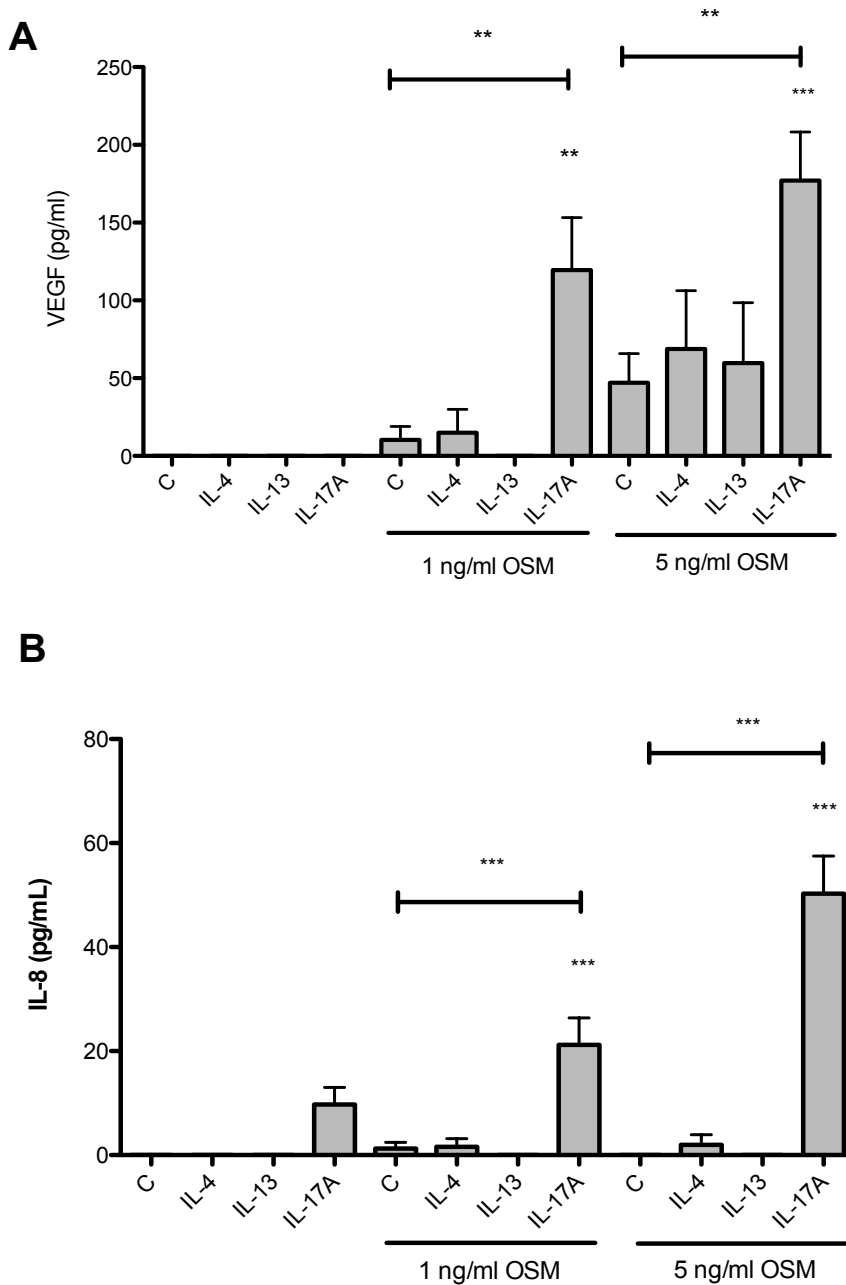 A
**
**
250
***
200
**
150
VEGF (pg/ml)
100
50
0
C IL-4 IL-13 IL-17A C IL-4 IL-13 IL-17A C IL-4 IL-13 IL-17A
1 ng/ml OSM 5 ng/ml OSM
B
80
***
***
60
***
***
40
IL-8 (pg/mL)
20
0
C IL-4 IL-13 IL-17A C IL-4 IL-13 IL-17A C IL-4 IL-13 IL-17A
1 ng/ml OSM 5 ng/ml OSM